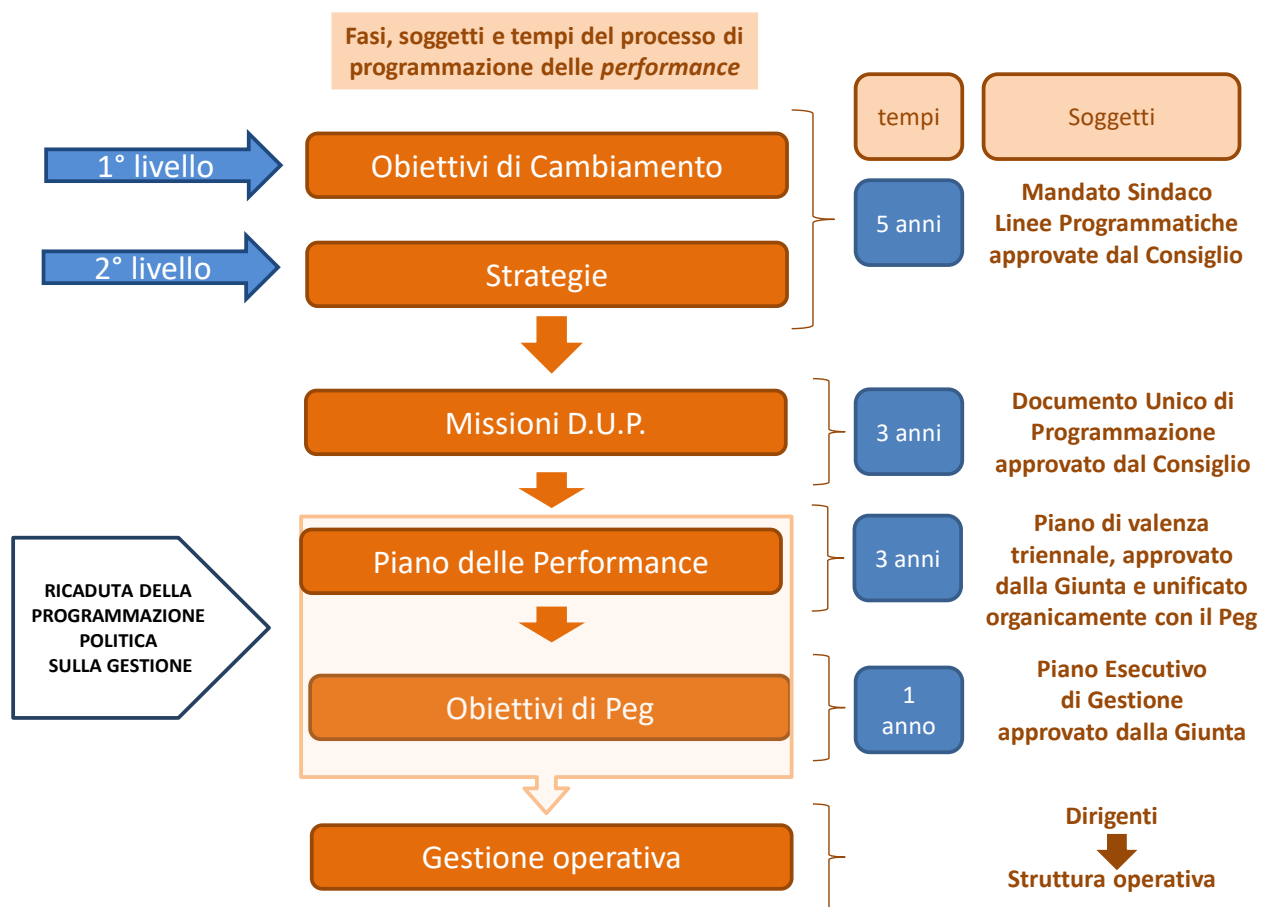 Fasi, soggetti e tempi del processo di
programmazione delle performance
tempi
Soggetti
1° livello
Obiettivi di Cambiamento
2° livello
Strategie
5 anni
Mandato Sindaco
Linee Programmatiche
approvate dal Consiglio
Missioni D.U.P.
3 anni
Documento Unico di
Programmazione
approvato dal Consiglio
RICADUTA DELLA
PROGRAMMAZIONE
POLITICA
SULLA GESTIONE
Piano delle Performance
3 anni
Piano di valenza
triennale, approvato
dalla Giunta e unificato
organicamente con il Peg
Obiettivi di Peg
1
anno
Piano Esecutivo
di Gestione
approvato dalla Giunta
Gestione operativa
Dirigenti
Struttura operativa